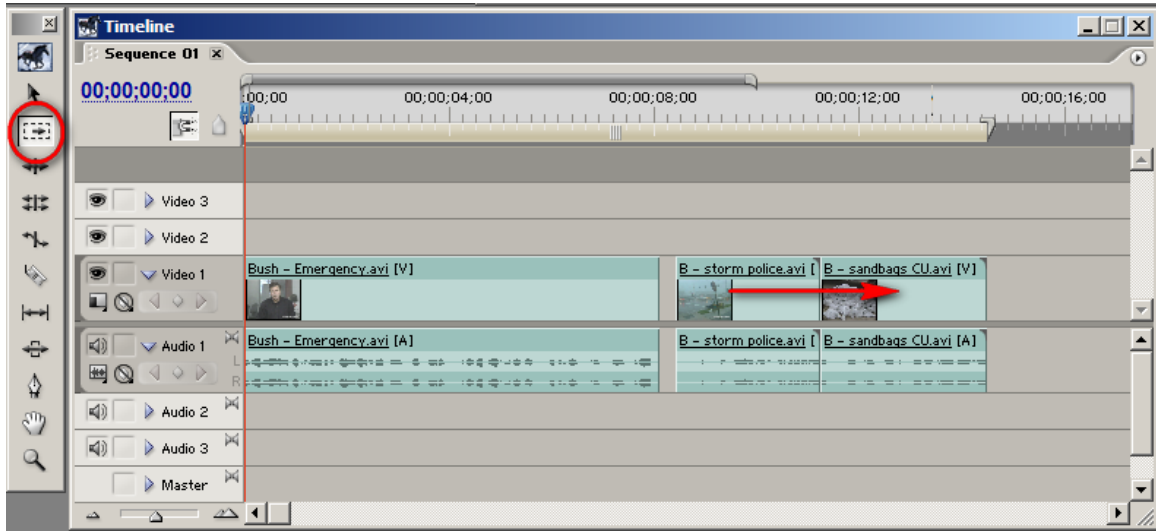 Timeline
Sequence 01
00;00;00;00
:00;00 00;00;04;00 00;00;08;00 00;00;12;00 00;00;16;00
Video 3
Video 2
Video 1
Bush - Emergency.avi [V] B - storm police.avi [ B - sandbags CU.avi [V]
Audio 1
Bush - Emergency.avi [A] B - storm police.avi [ B - sandbags CU.avi [A]
L
R
Audio 2
Audio 3
Master